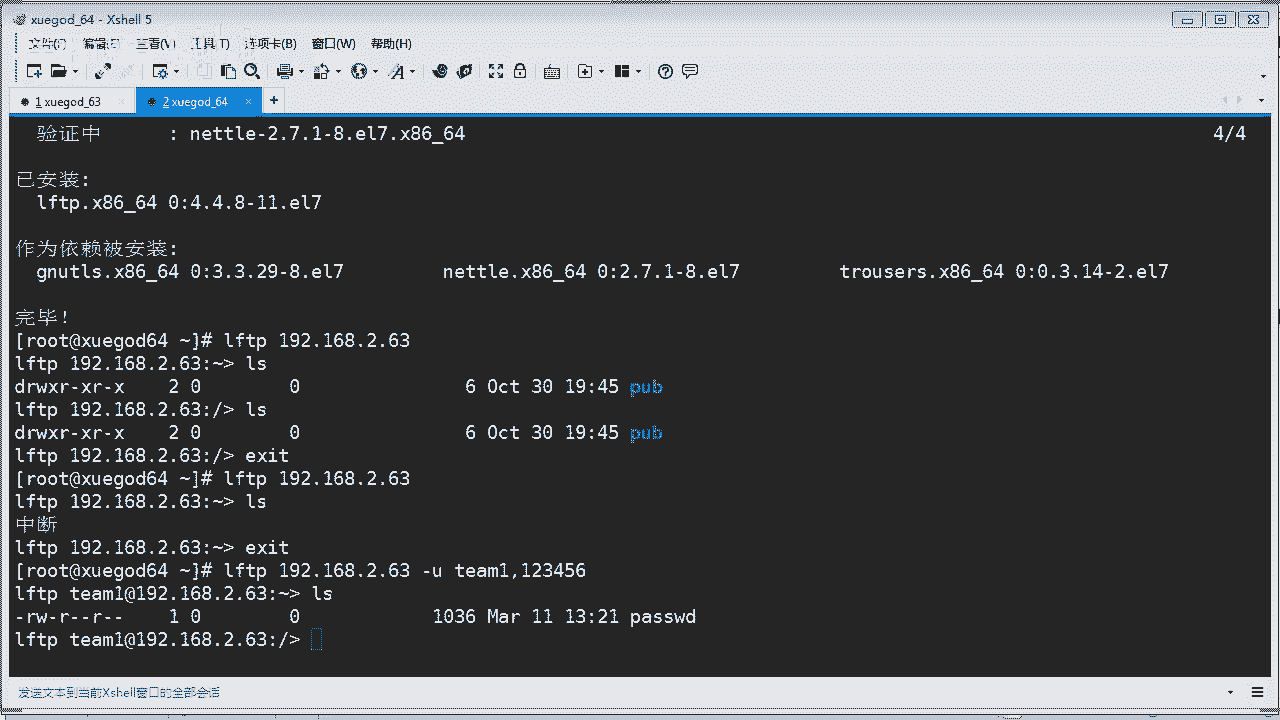 xuegod_64 - Xshell 5
文件(F) 编辑(E) 查看(V) 工具(T) 选项卡(B) 窗口(W) 帮助(H)
1 xuegod_63 × 2 xuegod_64 × +
验证中 : nettle-2.7.1-8.el7.x86_64 4/4
已安装:
lftp.x86_64 0:4.4.8-11.el7
作为依赖被安装:
gnutls.x86_64 0:3.3.29-8.el7 nettle.x86_64 0:2.7.1-8.el7 trousers.x86_64 0:0.3.14-2.el7
完毕！
[root@xuegod64 ~]# lftp 192.168.2.63
lftp 192.168.2.63:~> ls
drwxr-xr-x 2 0 0 6 Oct 30 19:45 pub
lftp 192.168.2.63:/> ls
drwxr-xr-x 2 0 0 6 Oct 30 19:45 pub
lftp 192.168.2.63:/> exit
[root@xuegod64 ~]# lftp 192.168.2.63
lftp 192.168.2.63:~> ls
中断
lftp 192.168.2.63:~> exit
[root@xuegod64 ~]# lftp 192.168.2.63 -u team1,123456
lftp team1@192.168.2.63:~> ls
-rw-r--r-- 1 0 0 1036 Mar 11 13:21 passwd
lftp team1@192.168.2.63:/>
发送文本到当前Xshell窗口的全部会话